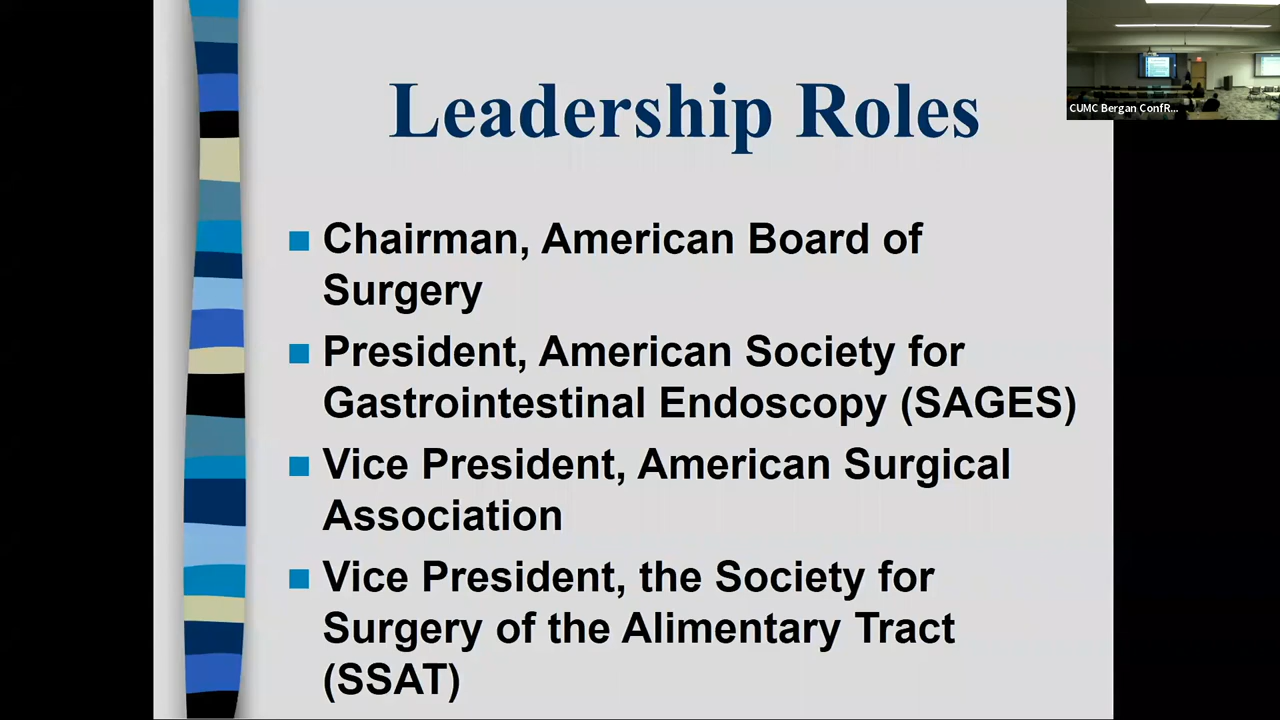 CUMC Bergan ConfR...
Leadership Roles
Chairman, American Board of
Surgery
President, American Society for
Gastrointestinal Endoscopy (SAGES)
Vice President, American Surgical
Association
Vice President, the Society for
Surgery of the Alimentary Tract
(SSAT)